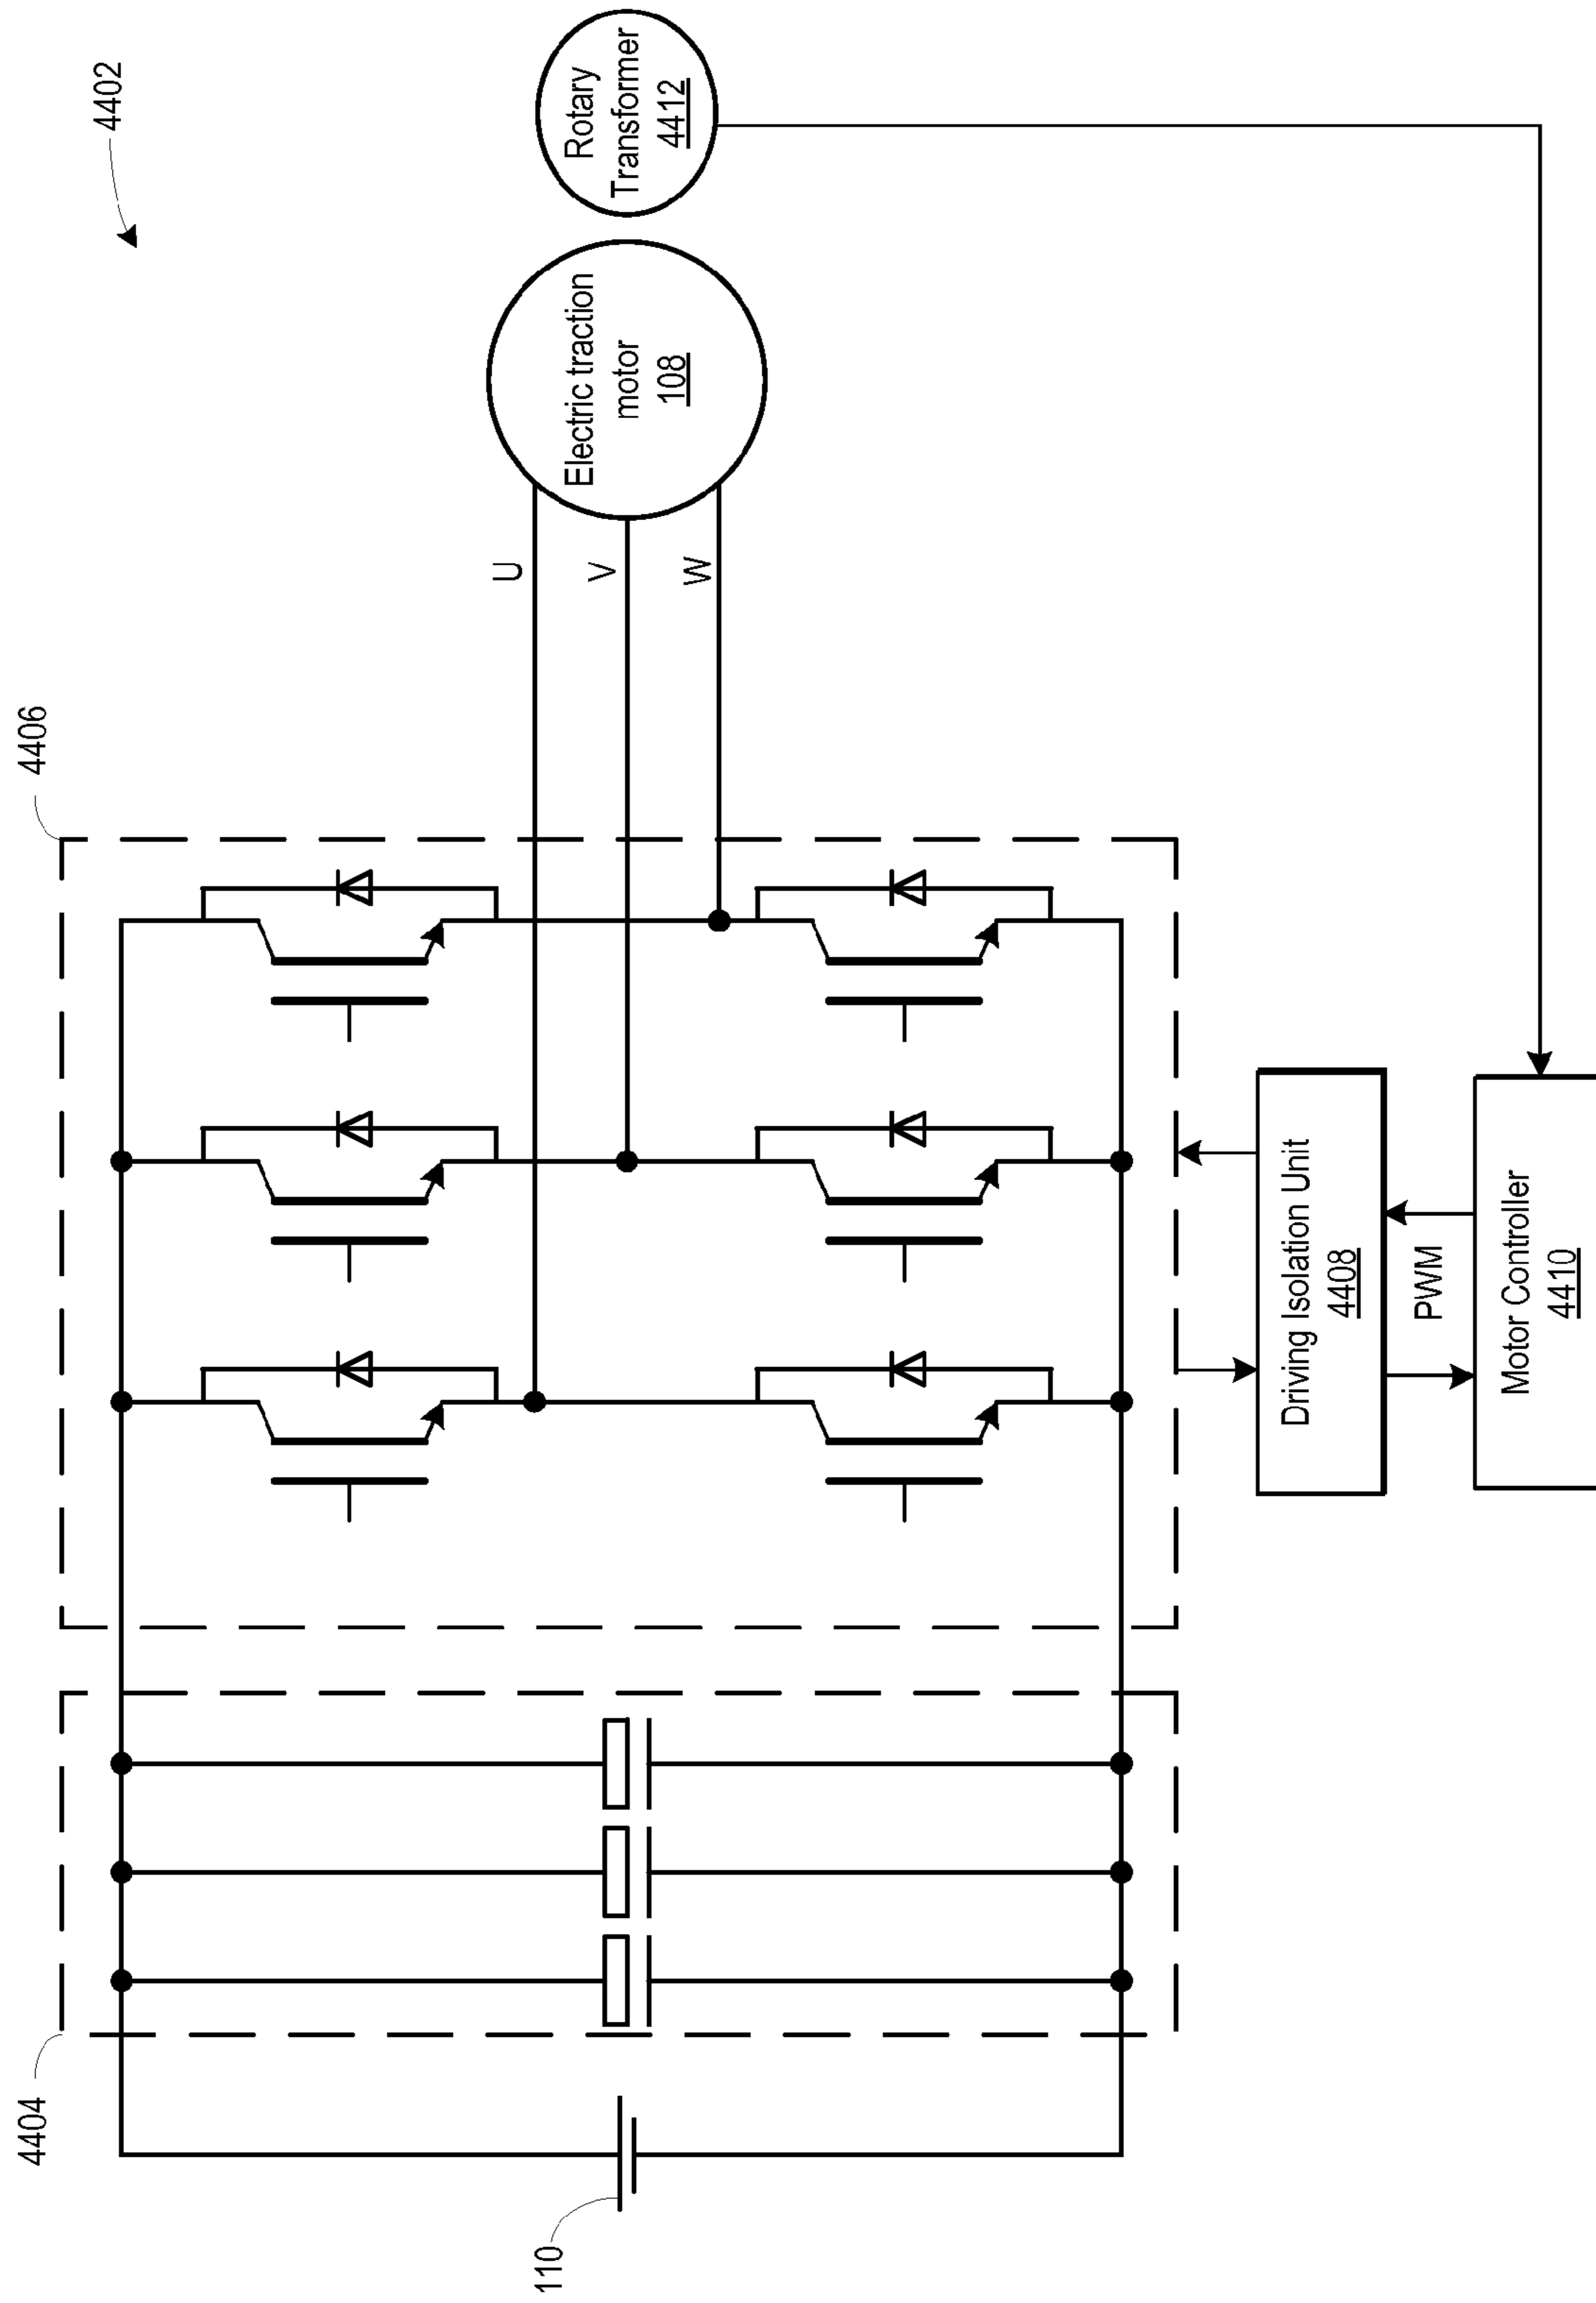 4404
4406
4402
U
V
W
110
Electric traction
motor
108
Rotary
Transformer
4412
Driving Isolation Unit
4408
PWM
Motor Controller
4410